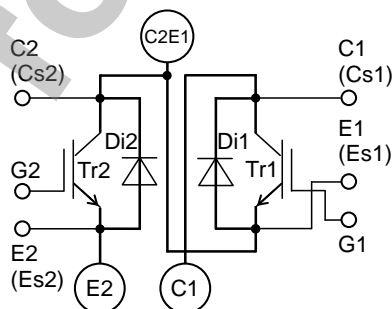 C2
(Cs2)
C2E1
C1
(Cs1)
Di2
Di1
E1
(Es1)
G2
Tr2
Tr1
E2
(Es2)
G1
E2
C1